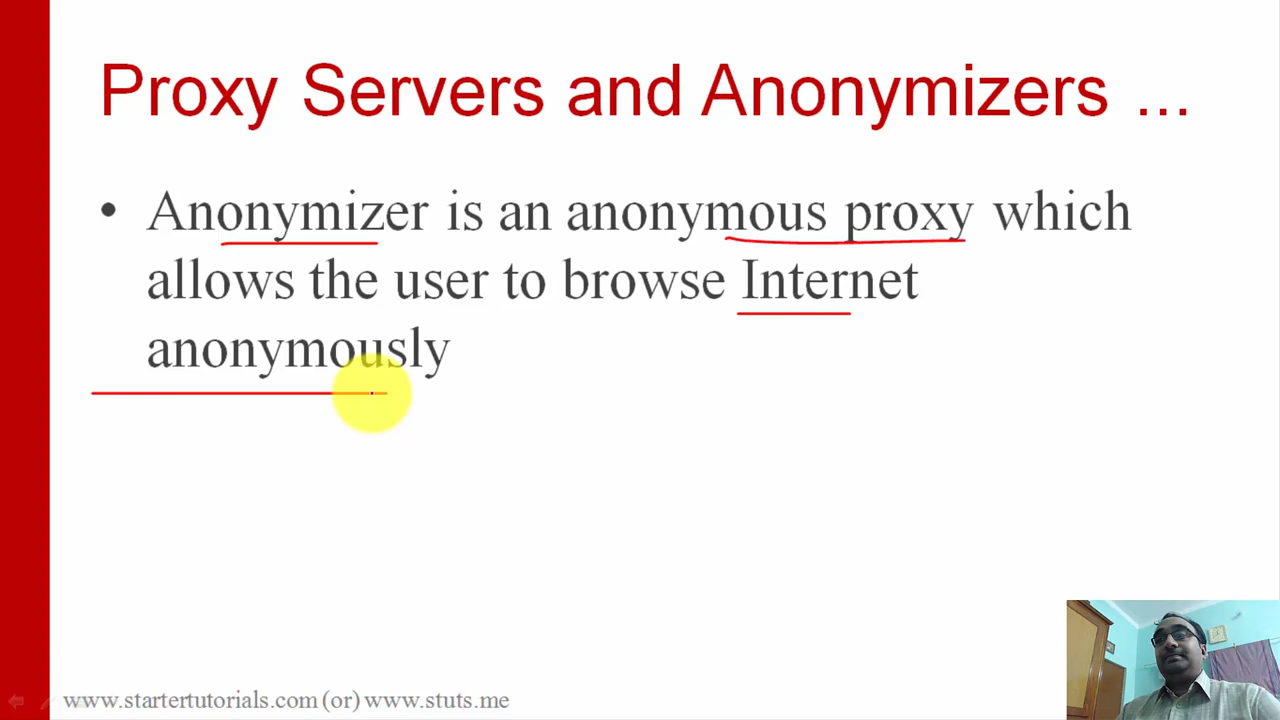 Proxy Servers and Anonymizers ...
• Anonymizer is an anonymous proxy which
allows the user to browse Internet
anonymously
www.startertutorials.com (or) www.stuts.me